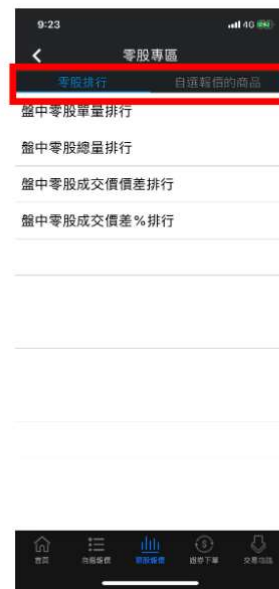 9:23
4G
零股專區
零股排行 自選報價的商品
盤中零股單量排行
盤中零股總量排行
盤中零股成交價價差排行
盤中零股成交價差%排行
首頁